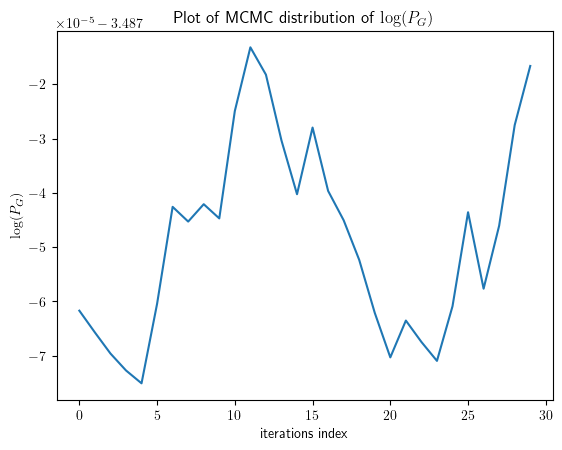 Plot of MCMC distribution of log(P_G)
×10⁻⁵−3.487
−2
−3
−4
−5
−6
−7
log(P_G)
0 5 10 15 20 25 30
iterations index